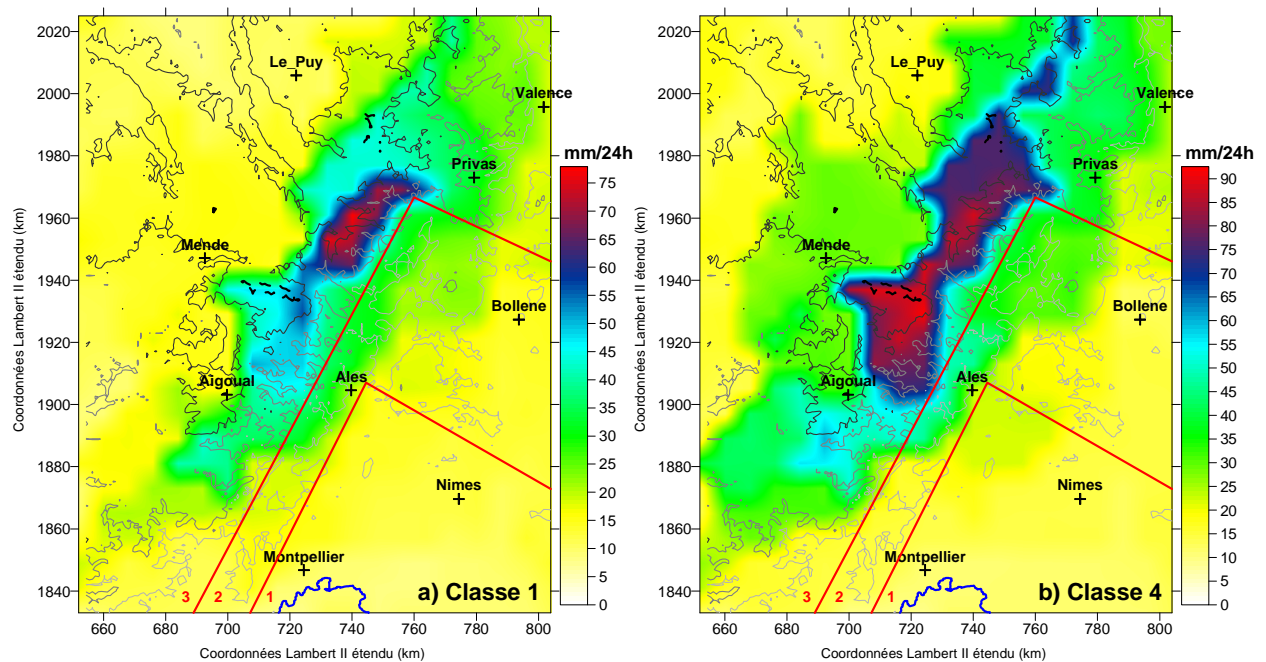 2020
2000
1980
1960
1940
1920
1900
1880
1860
1840
660 680 700 720 740 760 780 800
Coordonnées Lambert II étendu (km)
Coordonnées Lambert II étendu (km)
Le_Puy
Valence
Privas
Mende
Bollene
Aigoual
Ales
Nimes
Montpellier
3 2 1
a) Classe 1
mm/24h
75
70
65
60
55
50
45
40
35
30
25
20
15
10
5
0
2020
2000
1980
1960
1940
1920
1900
1880
1860
1840
660 680 700 720 740 760 780 800
Coordonnées Lambert II étendu (km)
Coordonnées Lambert II étendu (km)
Le_Puy
Valence
Privas
Mende
Bollene
Aigoual
Ales
Nimes
Montpellier
3 2 1
b) Classe 4
mm/24h
90
85
80
75
70
65
60
55
50
45
40
35
30
25
20
15
10
5
0